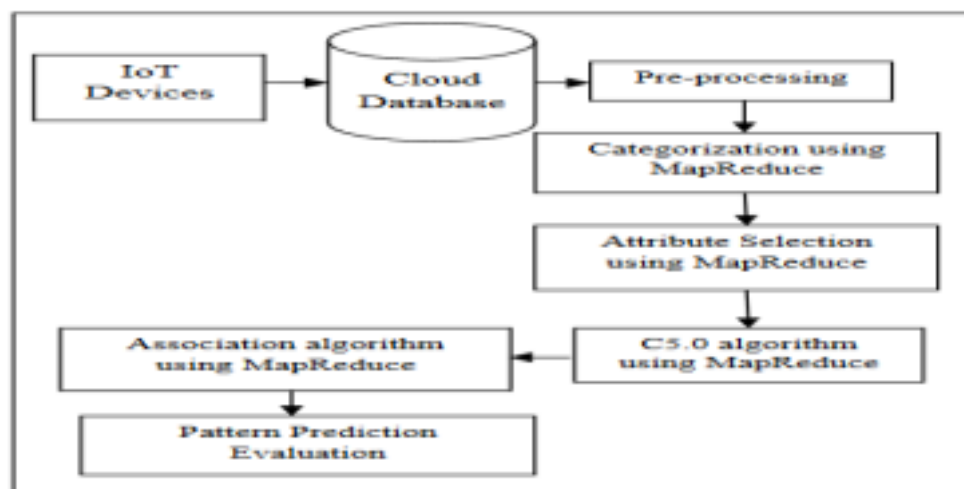 IoT
Devices
Cloud
Database
Pre-processing
Categorization using
MapReduce
Attribute Selection
using MapReduce
C5.0 algorithm
using MapReduce
Association algorithm
using MapReduce
Pattern Prediction
Evaluation